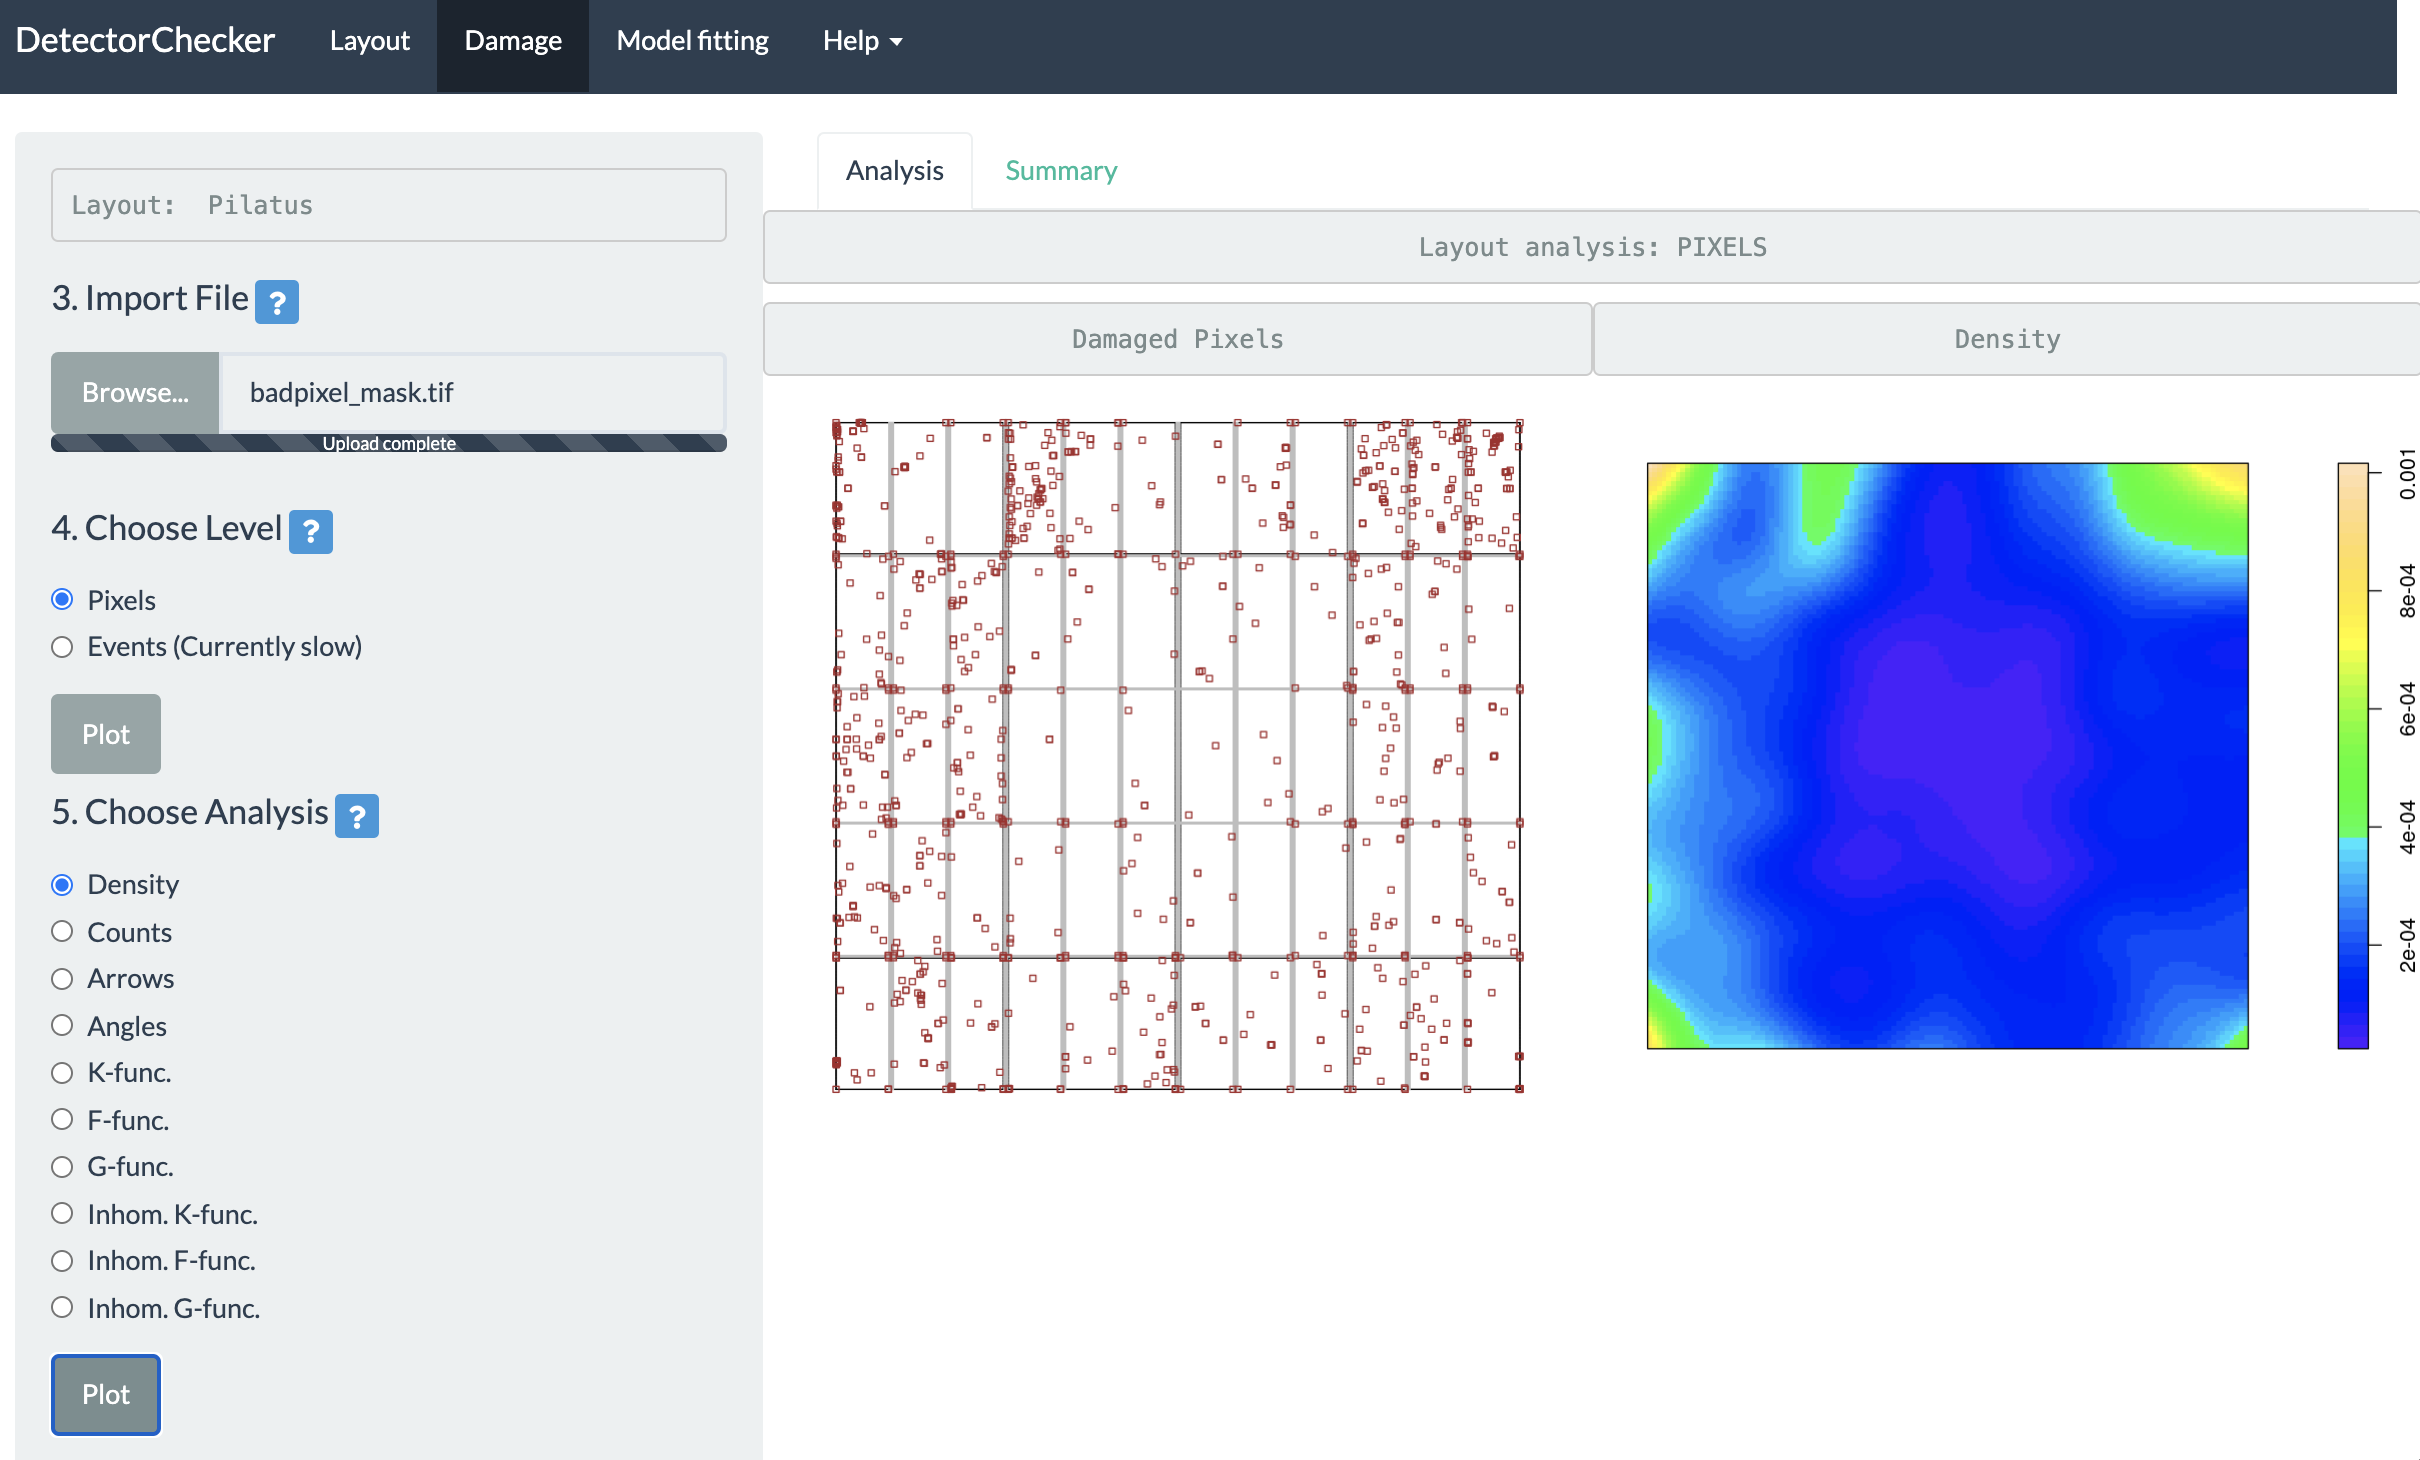 DetectorChecker Layout Damage Model fitting Help
Layout: Pilatus
3. Import File ?
Browse... badpixel_mask.tif
Upload complete
4. Choose Level ?
Pixels
Events (Currently slow)
Plot
5. Choose Analysis ?
Density
Counts
Arrows
Angles
K-func.
F-func.
G-func.
Inhom. K-func.
Inhom. F-func.
Inhom. G-func.
Plot
Analysis Summary
Layout analysis: PIXELS
Damaged Pixels Density
0.001
8e-04
6e-04
4e-04
2e-04